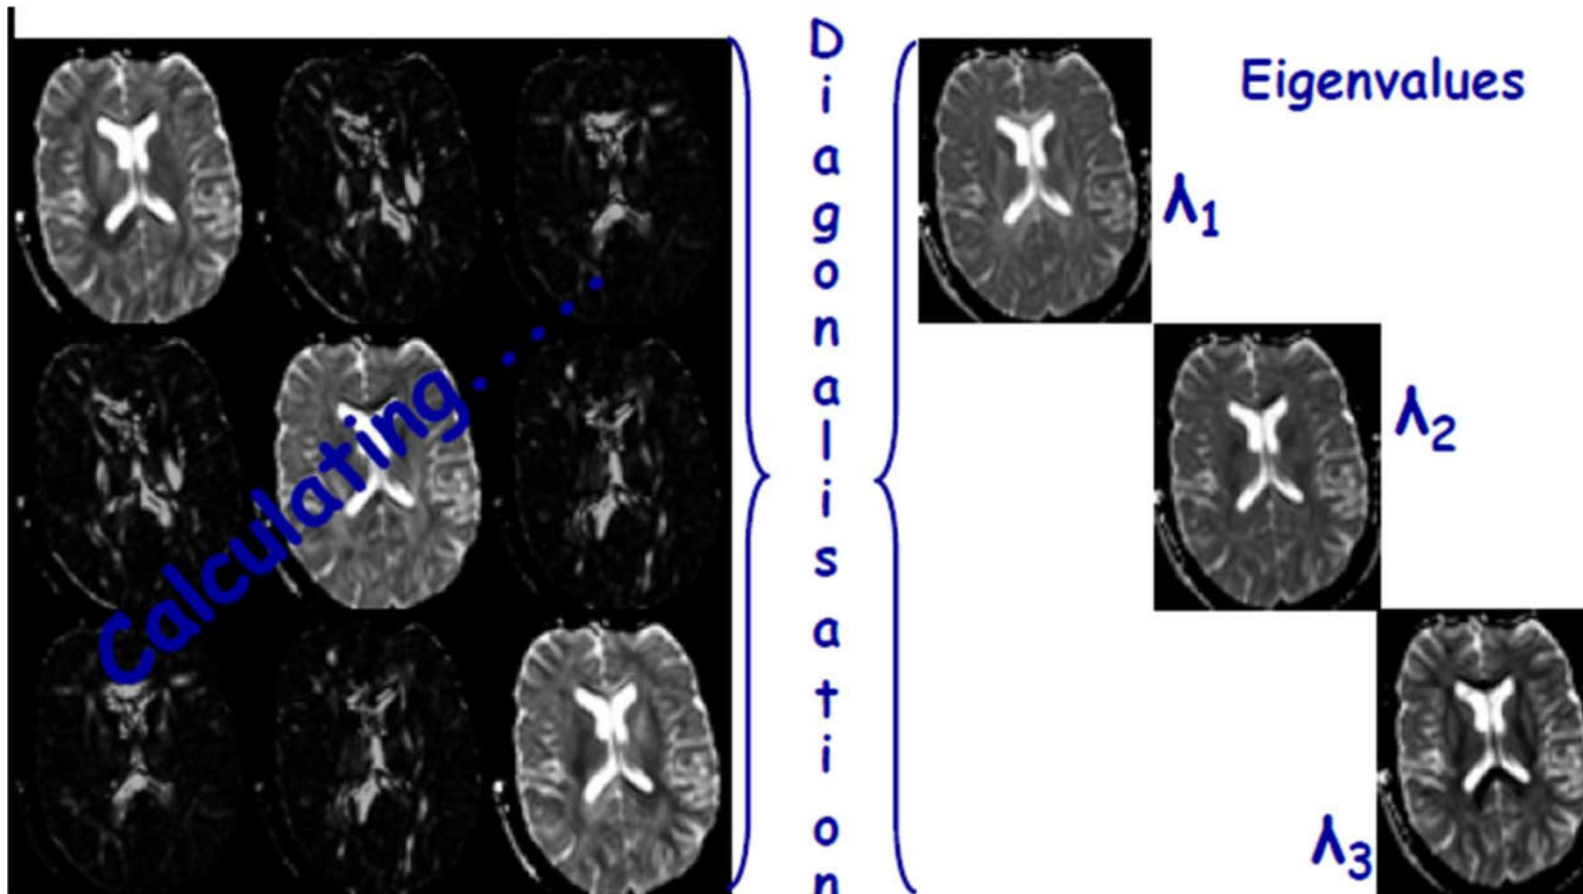 Calculating.....
Diagonalisation
Eigenvalues
λ1
λ2
λ3